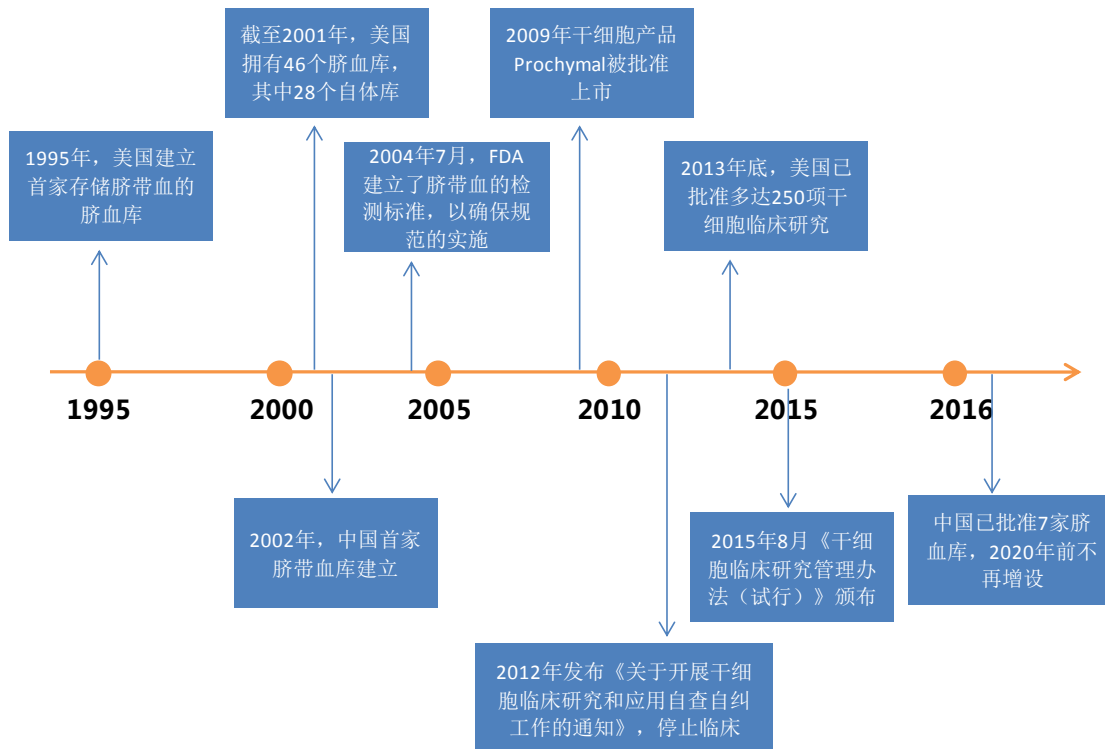 截至2001年，美国
拥有46个脐血库，
其中28个自体库
2009年干细胞产品
Prochymal被批准
上市
1995年，美国建立
首家存储脐带血的
脐血库
2004年7月，FDA
建立了脐带血的检
测标准，以确保规
范的实施
2013年底，美国已
批准多达250项干
细胞临床研究
1995
2000
2005
2010
2015
2016
2002年，中国首家
脐带血库建立
2012年发布《关于开展干细
胞临床研究和应用自查自纠
工作的通知》，停止临床
2015年8月《干细
胞临床研究管理办
法（试行）》颁布
中国已批准7家脐
血库，2020年前不
再增设